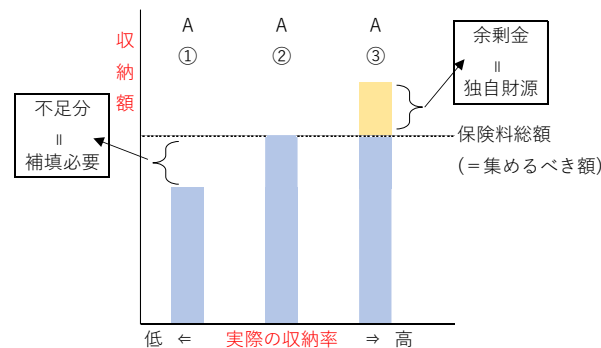 収納額
A
①
A
②
A
③
余剰金
॥
独自財源
不足分
॥
補填必要
保険料総額
(=集めるべき額)
低 ⇐ 実際の収納率 ⇒ 高